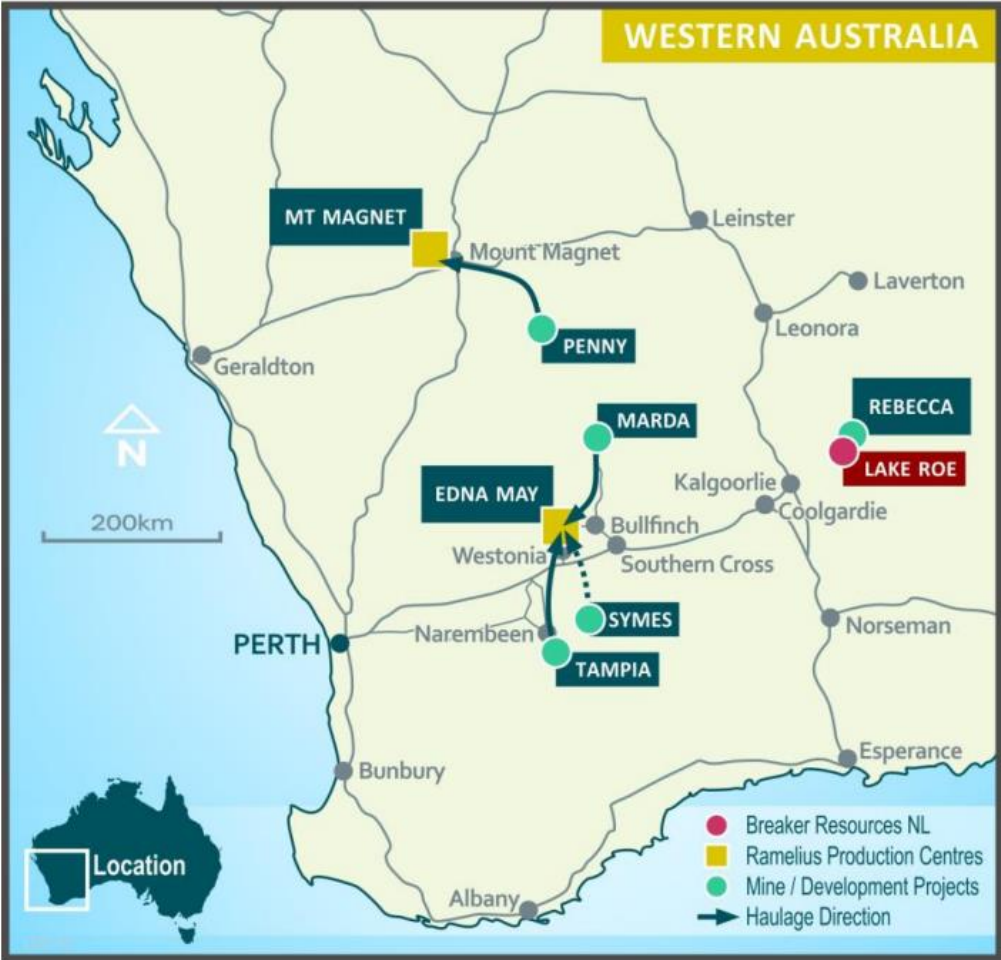 WESTERN AUSTRALIA
MT MAGNET
Leinster
Mount Magnet
Laverton
Leonora
PENNY
Geraldton
REBECCA
MARDA
N
LAKE ROE
Kalgoorlie
EDNA MAY
Coolgardie
200km
Bullfinch
Westonia
Southern Cross
SYMES
Norseman
Narembeen
PERTH
TAMPIA
Esperance
Bunbury
Breaker Resources NL
Ramelius Production Centres
Location
Mine / Development Projects
Albany
Haulage Direction